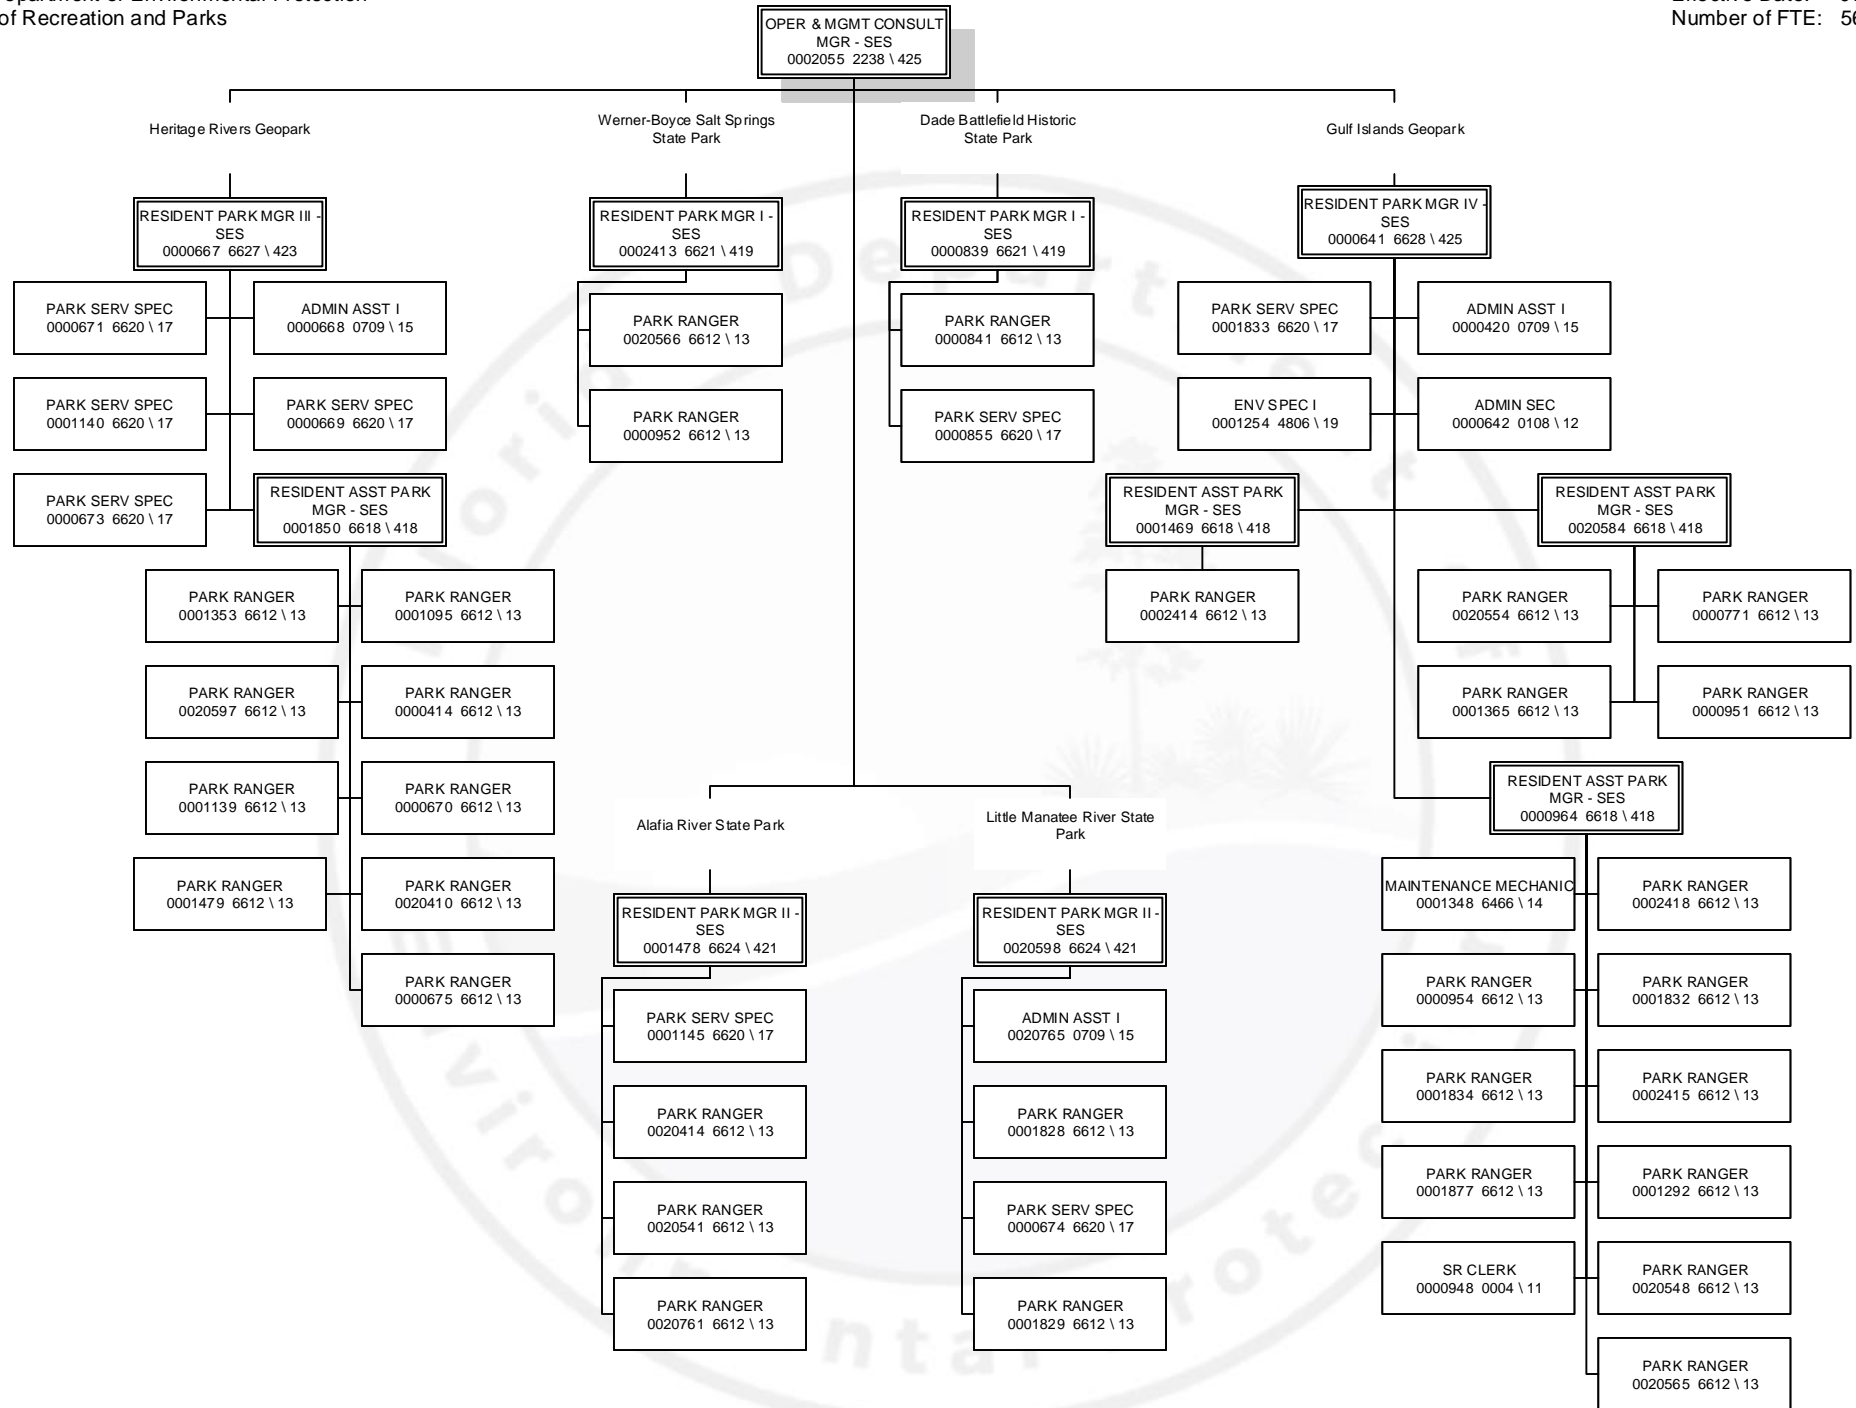 of Recreation and Parks
Number of FTE: 56
OPER & MGMT CONSULT
MGR - SES
0002055 2238 \ 425
Heritage Rivers Geopark
Werner-Boyce Salt Springs
State Park
Dade Battlefield Historic
State Park
Gulf Islands Geopark
RESIDENT PARK MGR III -
SES
0000667 6627 \ 423
RESIDENT PARK MGR I -
SES
0002413 6621 \ 419
RESIDENT PARK MGR I -
SES
0000839 6621 \ 419
RESIDENT PARK MGR IV -
SES
0000641 6628 \ 425
PARK SERV SPEC
0000671 6620 \ 17
ADMIN ASST I
0000668 0709 \ 15
PARK RANGER
0020566 6612 \ 13
PARK RANGER
0000841 6612 \ 13
PARK SERV SPEC
0001833 6620 \ 17
ADMIN ASST I
0000420 0709 \ 15
PARK SERV SPEC
0001140 6620 \ 17
PARK SERV SPEC
0000669 6620 \ 17
PARK RANGER
0000952 6612 \ 13
PARK SERV SPEC
0000855 6620 \ 17
ENV SPEC I
0001254 4806 \ 19
ADMIN SEC
0000642 0108 \ 12
PARK SERV SPEC
0000673 6620 \ 17
RESIDENT ASST PARK
MGR - SES
0001850 6618 \ 418
RESIDENT ASST PARK
MGR - SES
0001469 6618 \ 418
RESIDENT ASST PARK
MGR - SES
0020584 6618 \ 418
PARK RANGER
0001353 6612 \ 13
PARK RANGER
0001095 6612 \ 13
PARK RANGER
0002414 6612 \ 13
PARK RANGER
0020554 6612 \ 13
PARK RANGER
0000771 6612 \ 13
PARK RANGER
0020597 6612 \ 13
PARK RANGER
0000414 6612 \ 13
PARK RANGER
0001365 6612 \ 13
PARK RANGER
0000951 6612 \ 13
PARK RANGER
0001139 6612 \ 13
PARK RANGER
0000670 6612 \ 13
Alafia River State Park
Little Manatee River State
Park
RESIDENT ASST PARK
MGR - SES
0000964 6618 \ 418
PARK RANGER
0001479 6612 \ 13
PARK RANGER
0020410 6612 \ 13
RESIDENT PARK MGR II -
SES
0001478 6624 \ 421
RESIDENT PARK MGR II -
SES
0020598 6624 \ 421
MAINTENANCE MECHANIC
0001348 6466 \ 14
PARK RANGER
0002418 6612 \ 13
PARK RANGER
0000675 6612 \ 13
PARK SERV SPEC
0001145 6620 \ 17
ADMIN ASST I
0020765 0709 \ 15
PARK RANGER
0000954 6612 \ 13
PARK RANGER
0001832 6612 \ 13
PARK RANGER
0020414 6612 \ 13
PARK RANGER
0001828 6612 \ 13
PARK RANGER
0001834 6612 \ 13
PARK RANGER
0002415 6612 \ 13
PARK RANGER
0020541 6612 \ 13
PARK SERV SPEC
0000674 6620 \ 17
PARK RANGER
0001877 6612 \ 13
PARK RANGER
0001292 6612 \ 13
PARK RANGER
0020761 6612 \ 13
PARK RANGER
0001829 6612 \ 13
SR CLERK
0000948 0004 \ 11
PARK RANGER
0020548 6612 \ 13
PARK RANGER
0020565 6612 \ 13